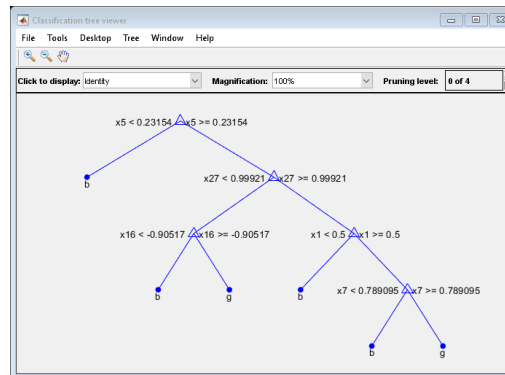 Classification tree viewer
File Tools Desktop Tree Window Help
Click to display: Identity Magnification: 100% Pruning level: 0 of 4
x5 < 0.23154 x5 >= 0.23154
b
x27 < 0.99921 x27 >= 0.99921
x16 < -0.90517 x16 >= -0.90517 x1 < 0.5 x1 >= 0.5
b g b
x7 < 0.789095 x7 >= 0.789095
b g